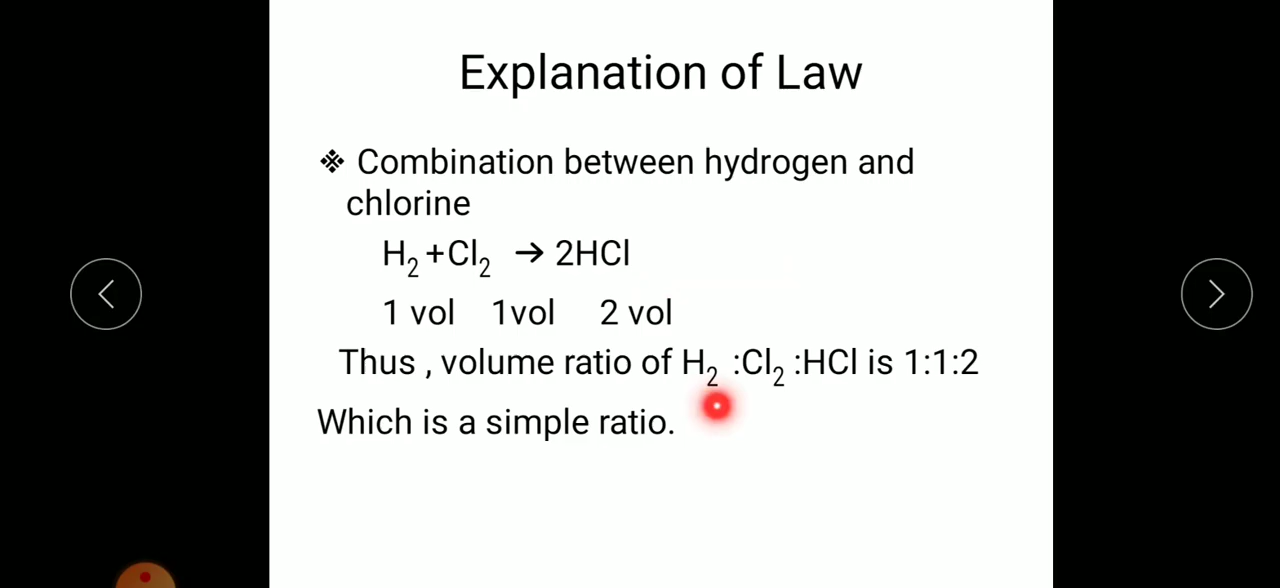 Explanation of Law
❖ Combination between hydrogen and
chlorine
H₂ +Cl₂ → 2HCl
1 vol 1vol 2 vol
Thus , volume ratio of H₂ :Cl₂ :HCl is 1:1:2
Which is a simple ratio.